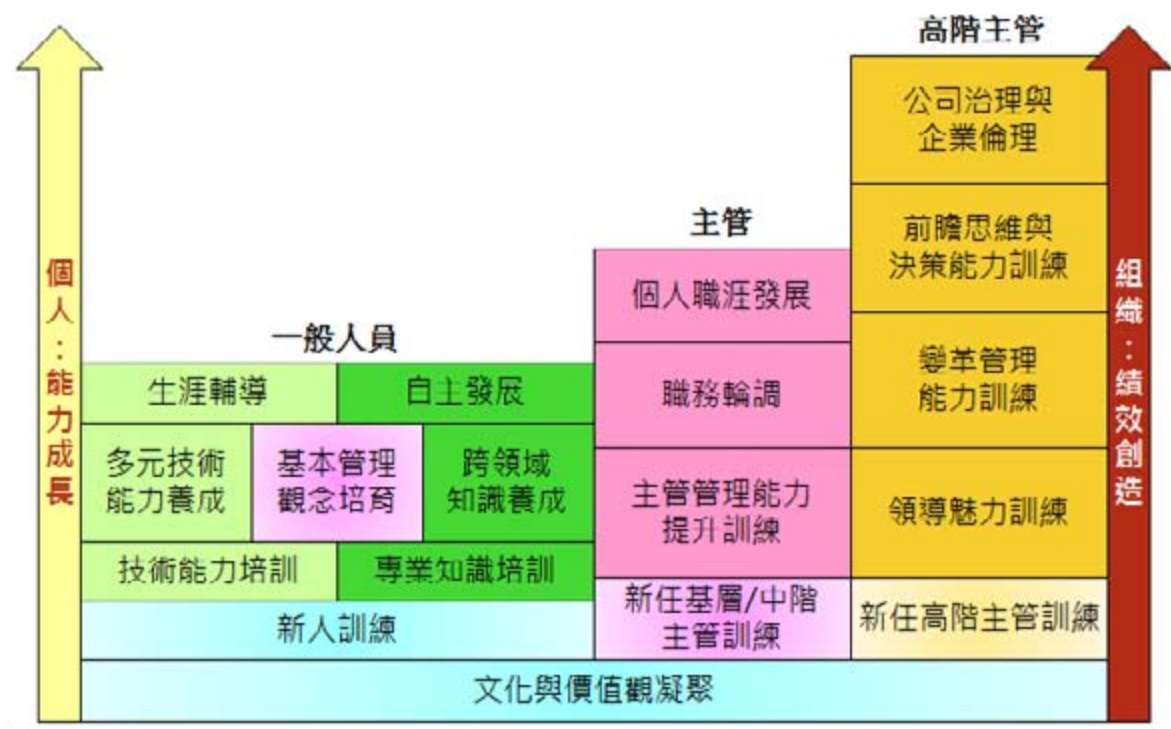 高階主管
公司治理與
企業倫理
前瞻思維與
決策能力訓練
變革管理
能力訓練
領導魅力訓練
新任高階主管訓練
主管
個人職涯發展
職務輪調
主管管理能力
提升訓練
新任基層/中階
主管訓練
一般人員
生涯輔導
自主發展
多元技術
能力養成
基本管理
觀念培育
跨領域
知識養成
技術能力培訓
專業知識培訓
新人訓練
文化與價值觀凝聚
個人：能力成長
組織：績效創造